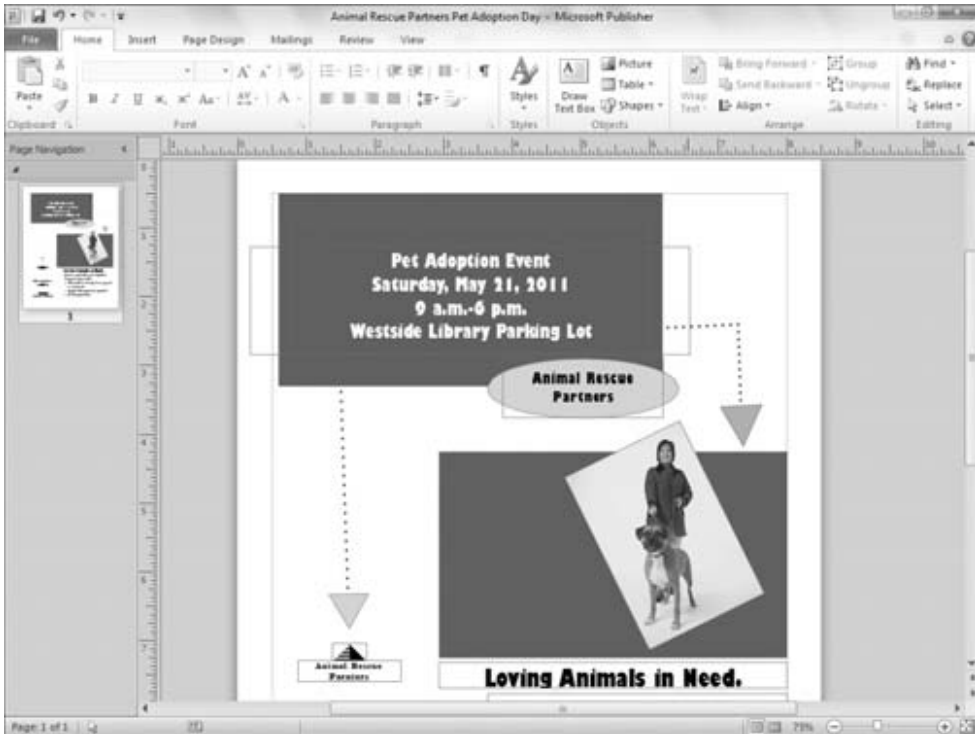 Animal Rescue Partners Pet Adoption Day - Microsoft Publisher
File Home Insert Page Design Mailings Review View
Paste
Clipboard
Font
Paragraph
Styles
Styles
Draw Text Box
Picture
Table
Shapes
Objects
Wrap Text
Bring Forward
Send Backward
Align
Group
Ungroup
Rotate
Arrange
Find
Replace
Select
Editing
Page Navigation
1
Pet Adoption Event
Saturday, May 21, 2011
9 a.m.-6 p.m.
Westside Library Parking Lot
Animal Rescue
Partners
Animal Rescue
Partners
Loving Animals in Need.
Page: 1 of 1
79%